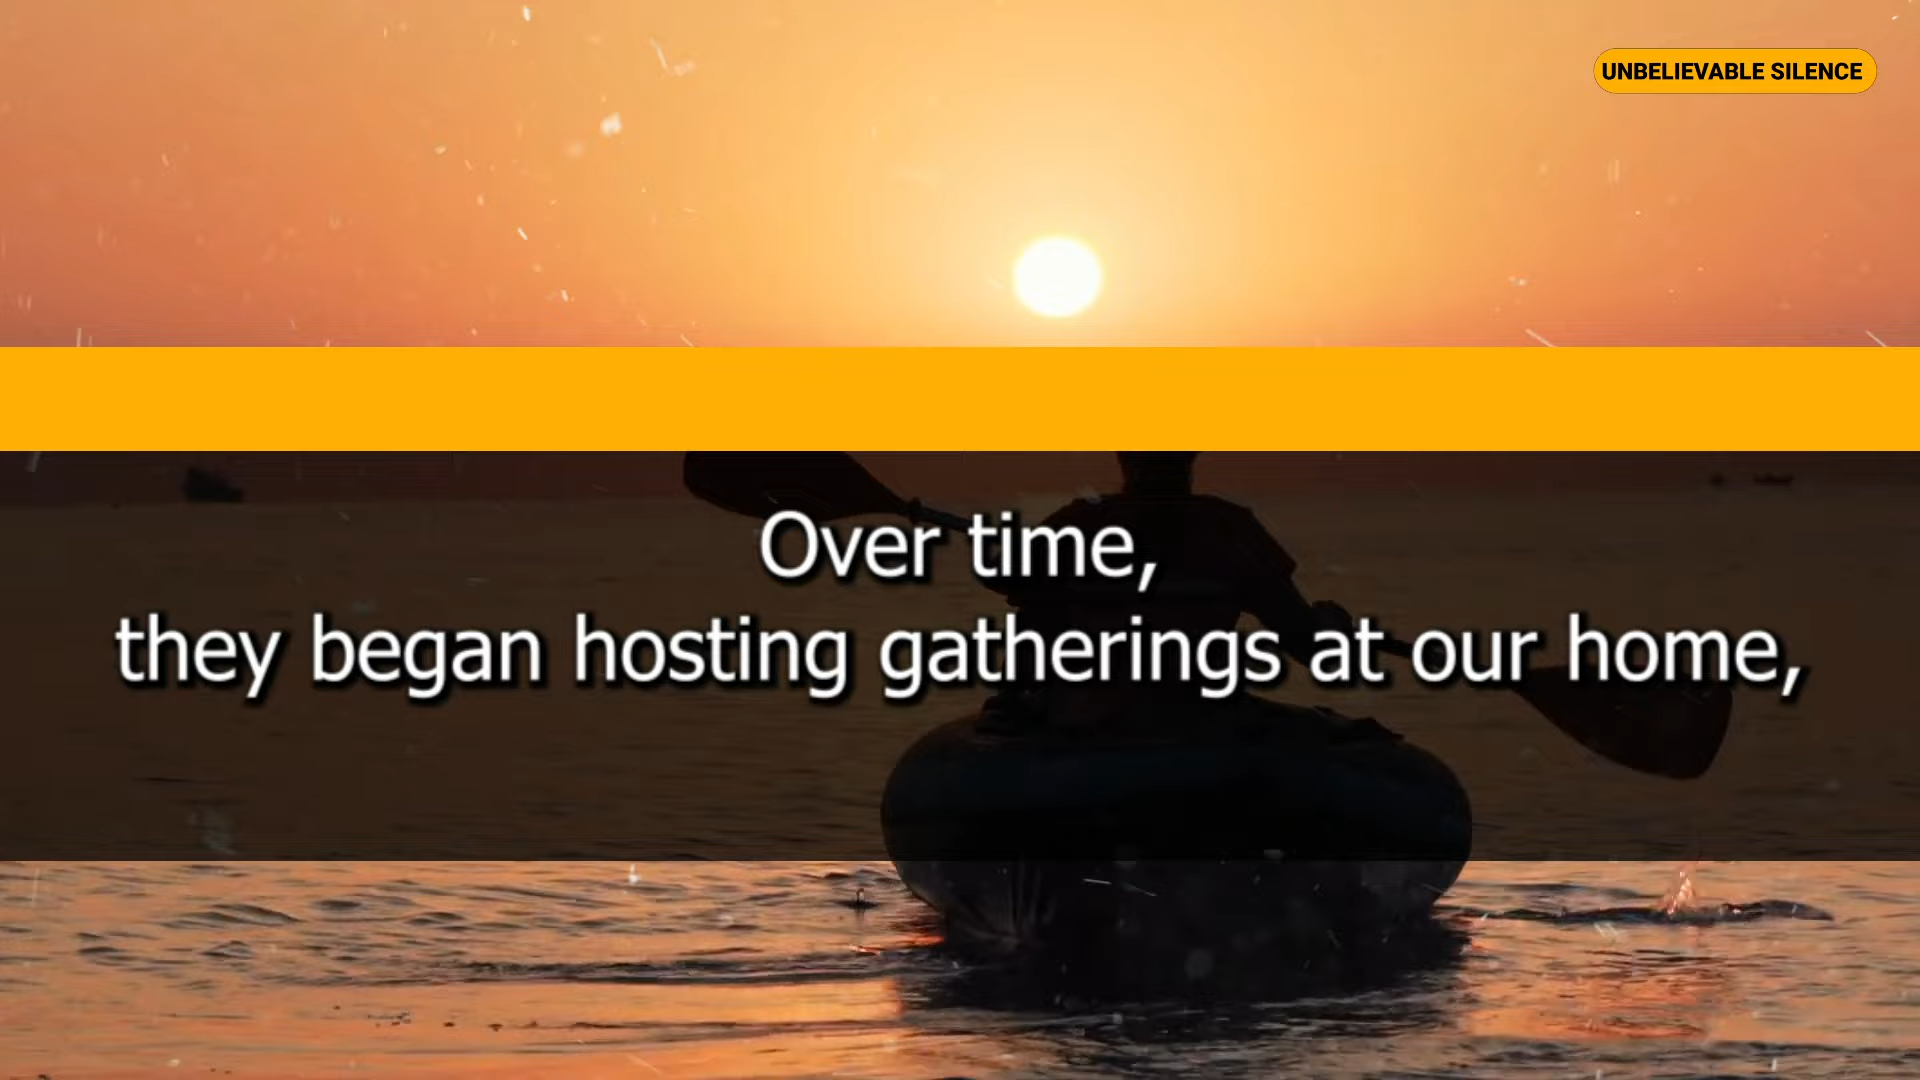 UNBELIEVABLE SILENCE
Over time,
they began hosting gatherings at our home,